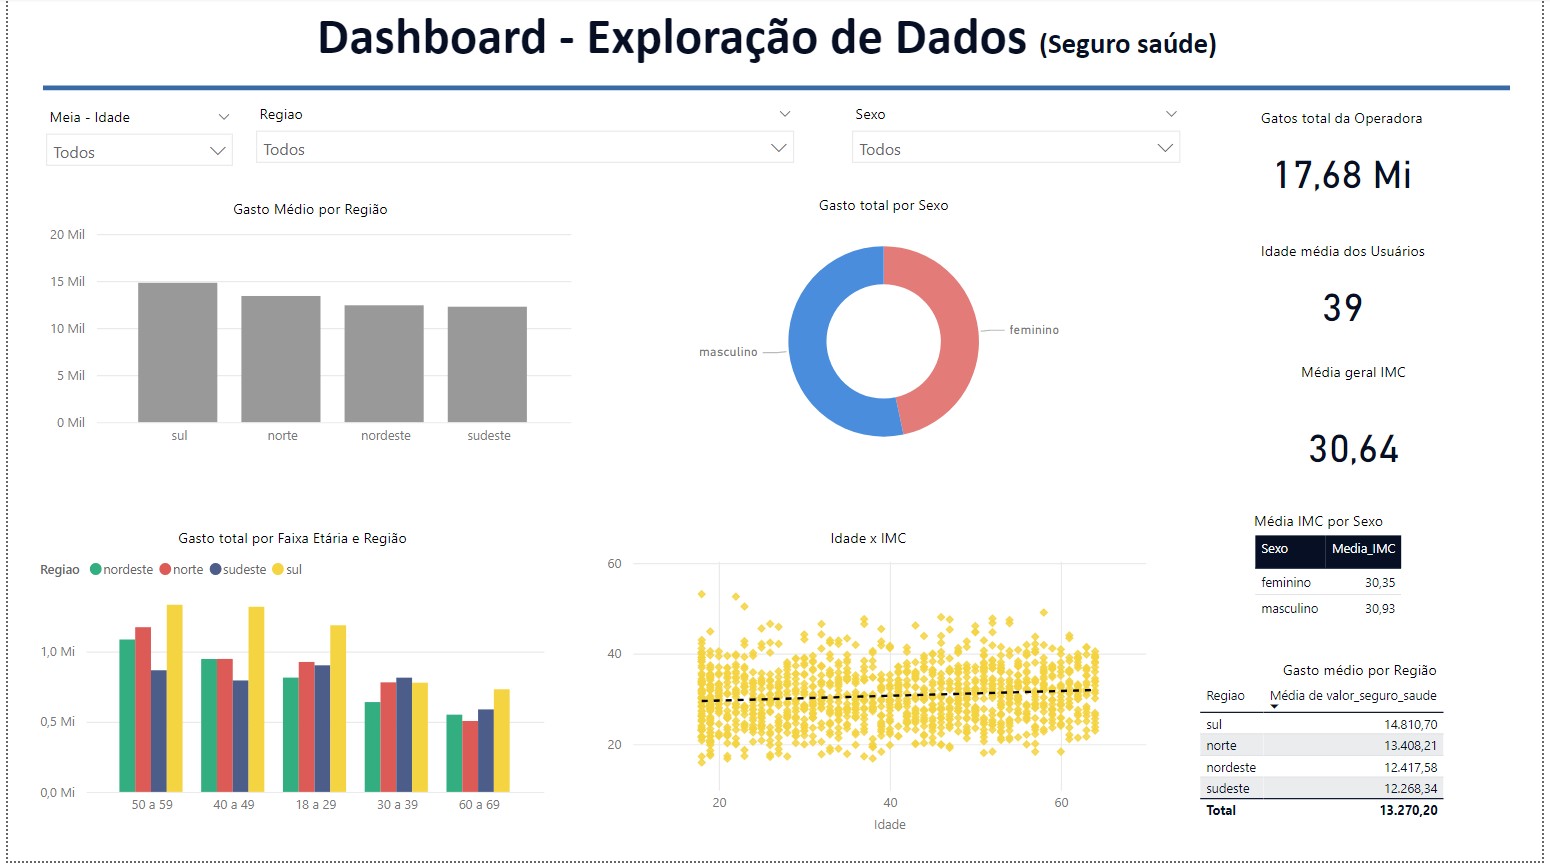 Dashboard - Exploração de Dados (Seguro saúde)
Meia - Idade
Todos
Regiao
Todos
Sexo
Todos
Gatos total da Operadora
17,68 Mi
Idade média dos Usuários
39
Média geral IMC
30,64
Gasto Médio por Região
20 Mil
15 Mil
10 Mil
5 Mil
0 Mil
sul norte nordeste sudeste
Gasto total por Sexo
feminino
masculino
Gasto total por Faixa Etária e Região
Regiao nordeste norte sudeste sul
1,0 Mi
0,5 Mi
0,0 Mi
50 a 59 40 a 49 18 a 29 30 a 39 60 a 69
Idade x IMC
60
40
20
20 40 60
Idade
Média IMC por Sexo
Sexo Media_IMC
feminino 30,35
masculino 30,93
Gasto médio por Região
Regiao Média de valor_seguro_saude
sul 14.810,70
norte 13.408,21
nordeste 12.417,58
sudeste 12.268,34
Total 13.270,20